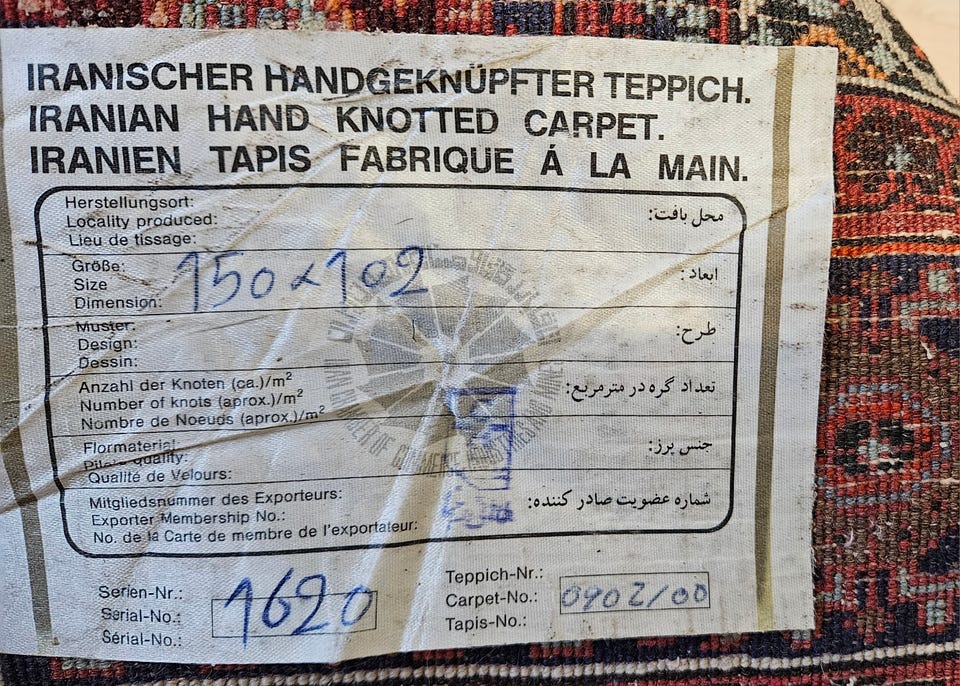 IRANISCHER HANDGEKNÜPFTER TEPPICH.
IRANIAN HAND KNOTTED CARPET.
IRANIEN TAPIS FABRIQUE Á LA MAIN.
Herstellungsort:
Locality produced:
Lieu de tissage:
محل بافت:
Größe:
Size
Dimension:
150 x 102
ابعاد:
Muster:
Design:
Dessin:
طرح:
Anzahl der Knoten (ca.)/m²
Number of knots (aprox.)/m²
Nombre de Noeuds (aprox.)/m²
تعداد گره در مترمربع:
Flormaterial:
quality:
Qualité de Velours:
جنس پرز:
Mitgliedsnummer des Exporteurs:
Exporter Membership No.:
No. de la Carte de membre de l'exportateur:
شماره عضویت صادر کننده:
Serien-Nr.:
Serial-No.:
Sérial-No.:
1620
Teppich-Nr.:
Carpet-No.:
Tapis-No.:
0902/00